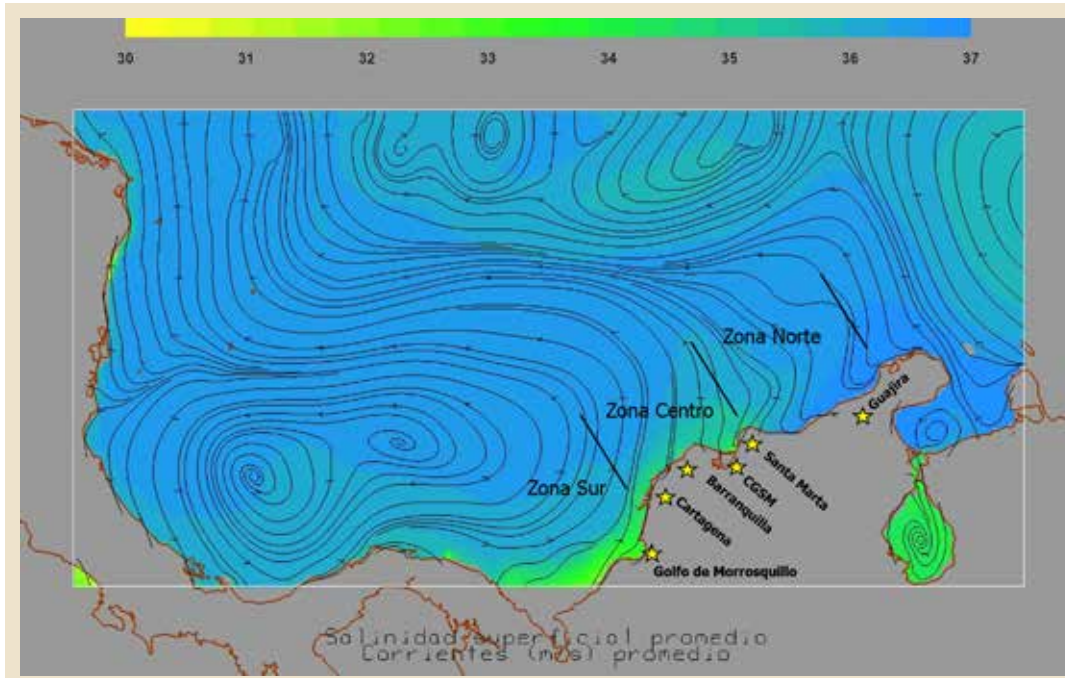 30 31 32 33 34 35 36 37
Zona Norte
Guajira
Zona Centro
Santa Marta
CGSM
Zona Sur
Barranquilla
Cartagena
Golfo de Morrosquillo
Salinidad superficial promedio
Corrientes (m/s) promedio